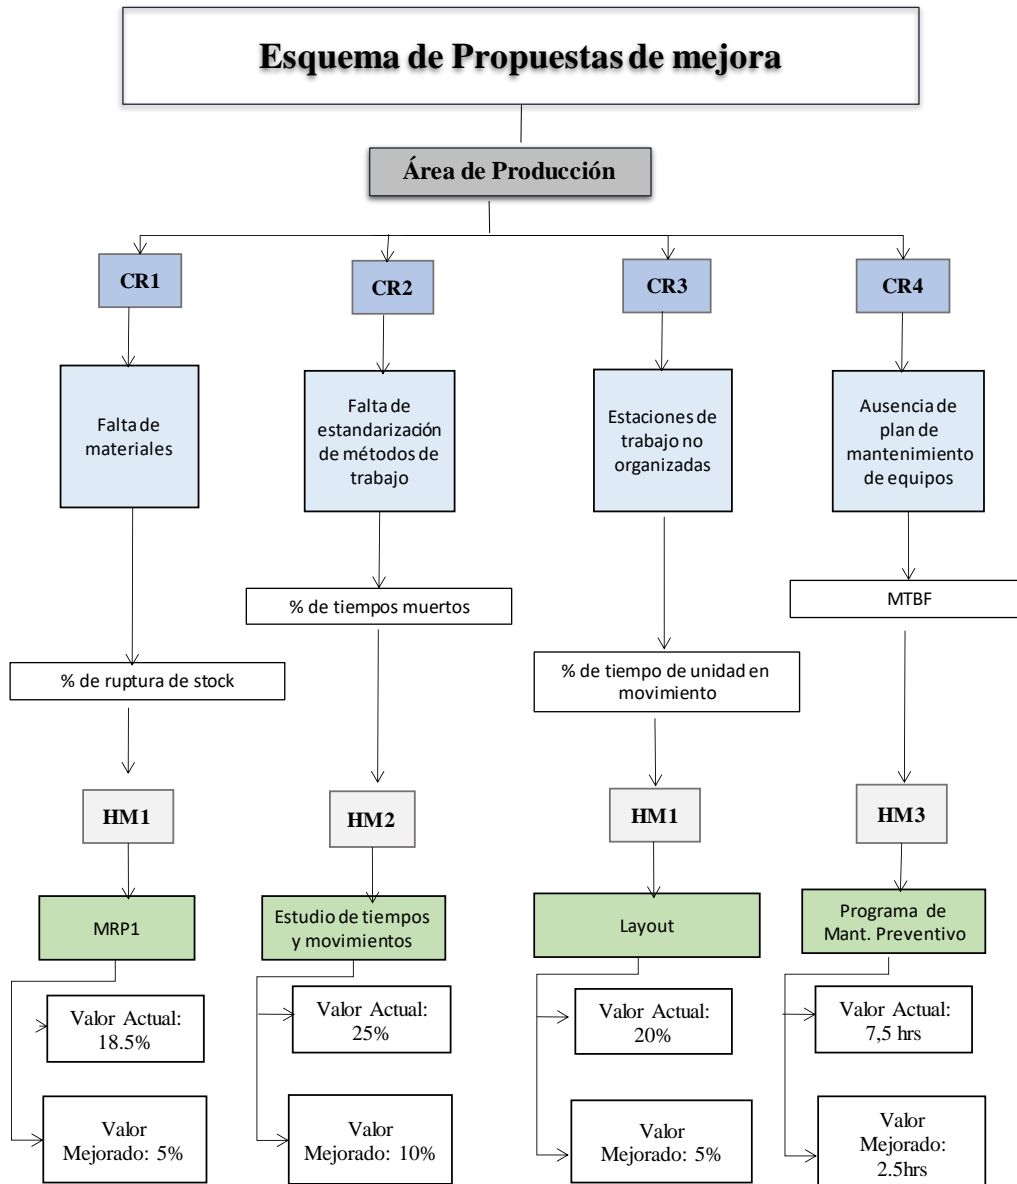 Esquema de Propuestas de mejora
Área de Producción
CR1
CR2
CR3
CR4
Falta de
materiales
Falta de
estandarización
de métodos de
trabajo
Estaciones de
trabajo no
organizadas
Ausencia de
plan de
mantenimiento
de equipos
% de tiempos muertos
MTBF
% de ruptura de stock
% de tiempo de unidad en
movimiento
HM1
HM2
HM1
HM3
MRP1
Estudio de tiempos
y movimientos
Layout
Programa de
Mant. Preventivo
Valor Actual:
18.5%
Valor Actual:
25%
Valor Actual:
20%
Valor Actual:
7,5 hrs
Valor
Mejorado: 5%
Valor
Mejorado: 10%
Valor
Mejorado: 5%
Valor
Mejorado:
2.5hrs